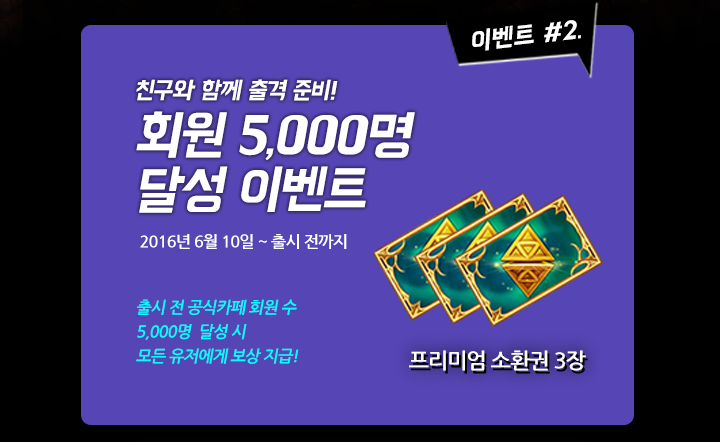 이벤트 #2.
친구와 함께 출격 준비!
회원 5,000명
달성 이벤트
2016년 6월 10일 ~ 출시 전까지
출시 전 공식카페 회원 수
5,000명 달성 시
모든 유저에게 보상 지급!
프리미엄 소환권 3장